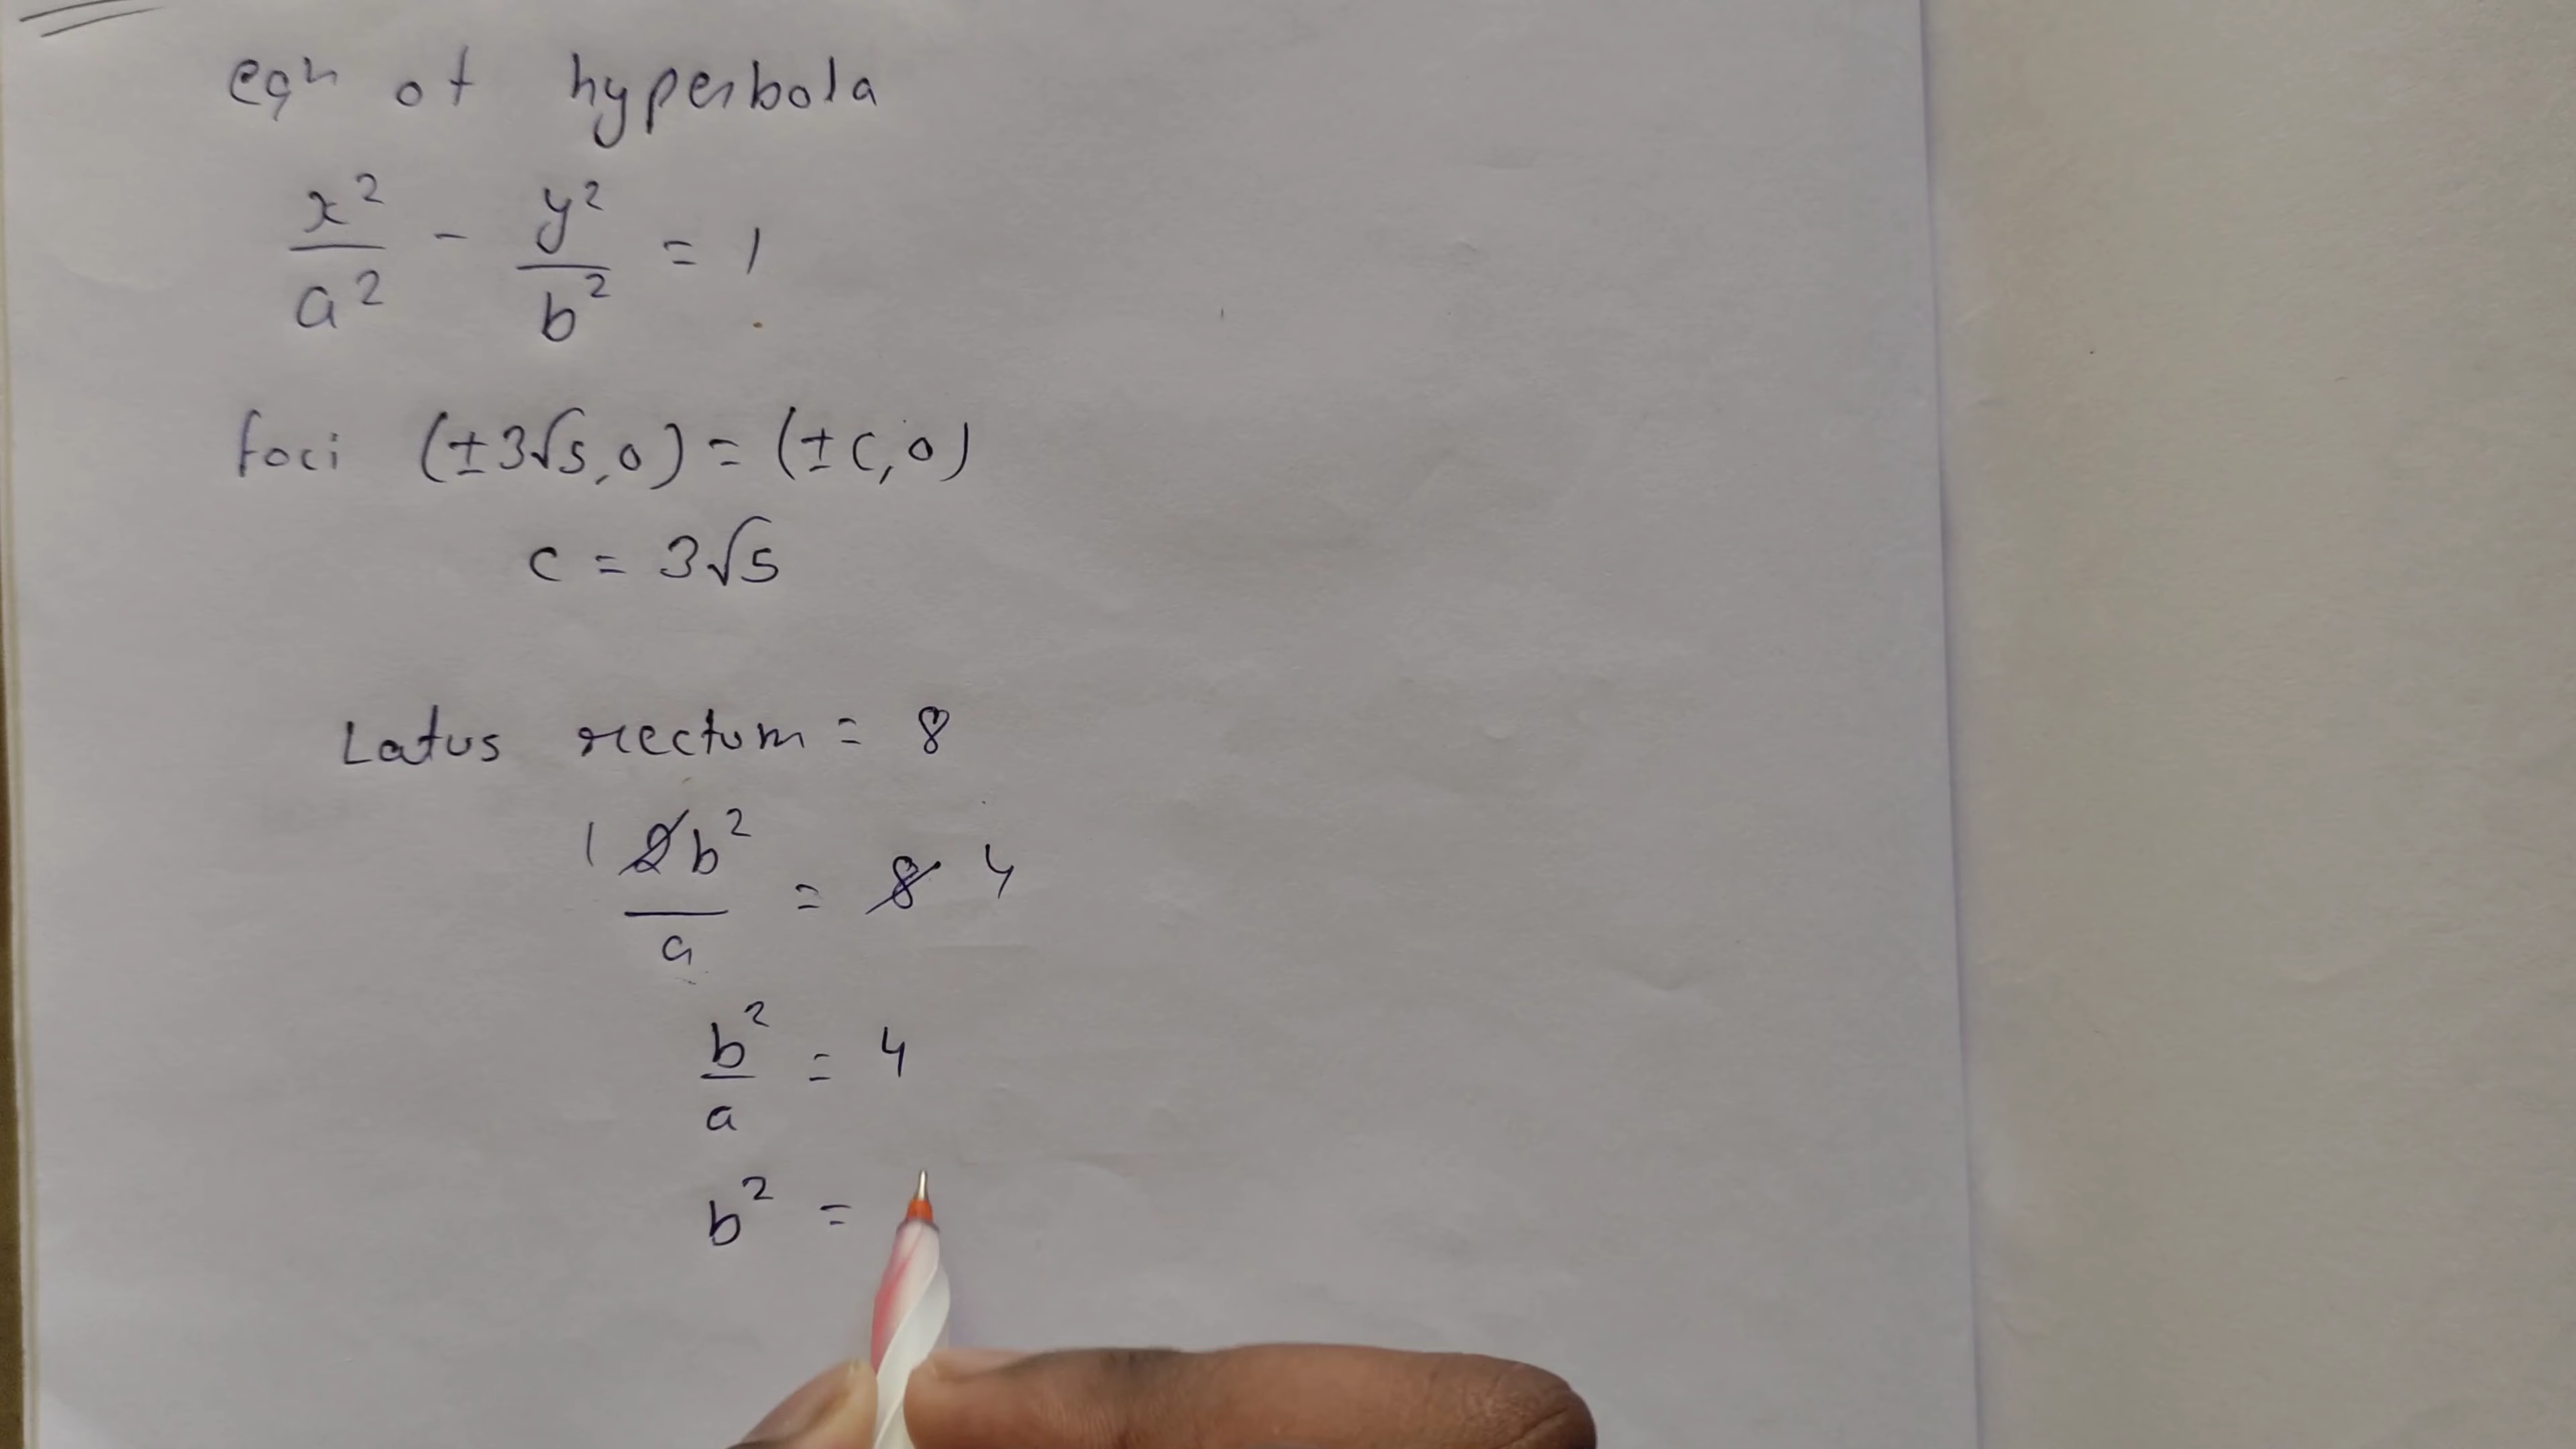 eqn of hyperbola
x²/a² - y²/b² = 1
foci (±3√5,0) = (±c,0)
c = 3√5
Latus rectum = 8
1 2b²/a = 8 4
b²/a = 4
b² =